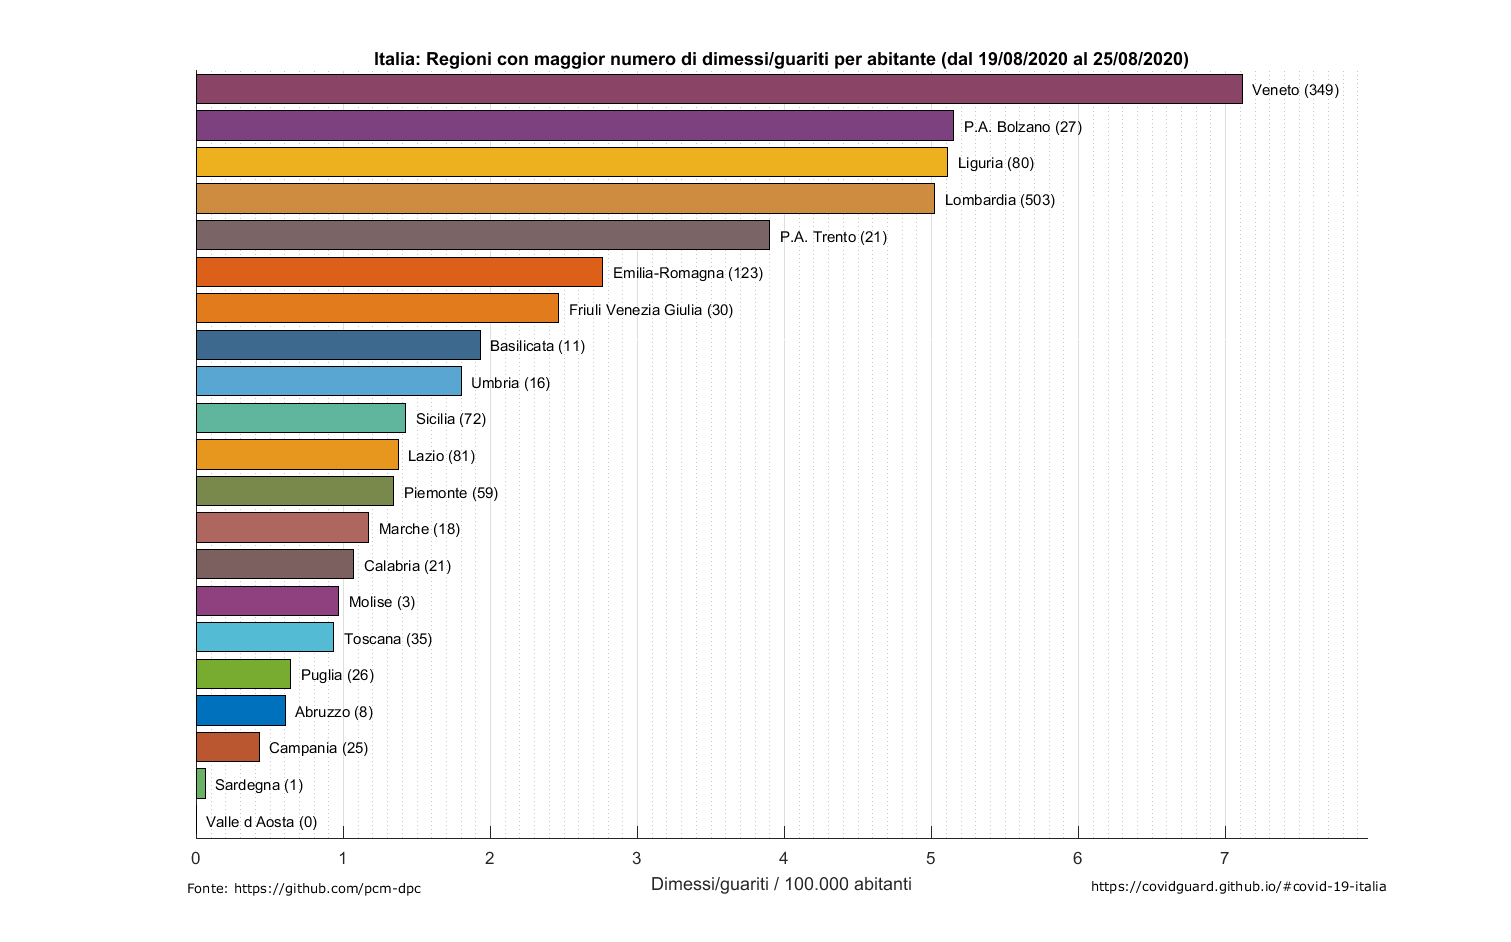 Italia: Regioni con maggior numero di dimessi/guariti per abitante (dal 19/08/2020 al 25/08/2020)
Veneto (349)
P.A. Bolzano (27)
Liguria (80)
Lombardia (503)
P.A. Trento (21)
Emilia-Romagna (123)
Friuli Venezia Giulia (30)
Basilicata (11)
Umbria (16)
Sicilia (72)
Lazio (81)
Piemonte (59)
Marche (18)
Calabria (21)
Molise (3)
Toscana (35)
Puglia (26)
Abruzzo (8)
Campania (25)
Sardegna (1)
Valle d Aosta (0)
0 1 2 3 4 5 6 7
Dimessi/guariti / 100.000 abitanti
Fonte: https://github.com/pcm-dpc
https://covidguard.github.io/#covid-19-italia